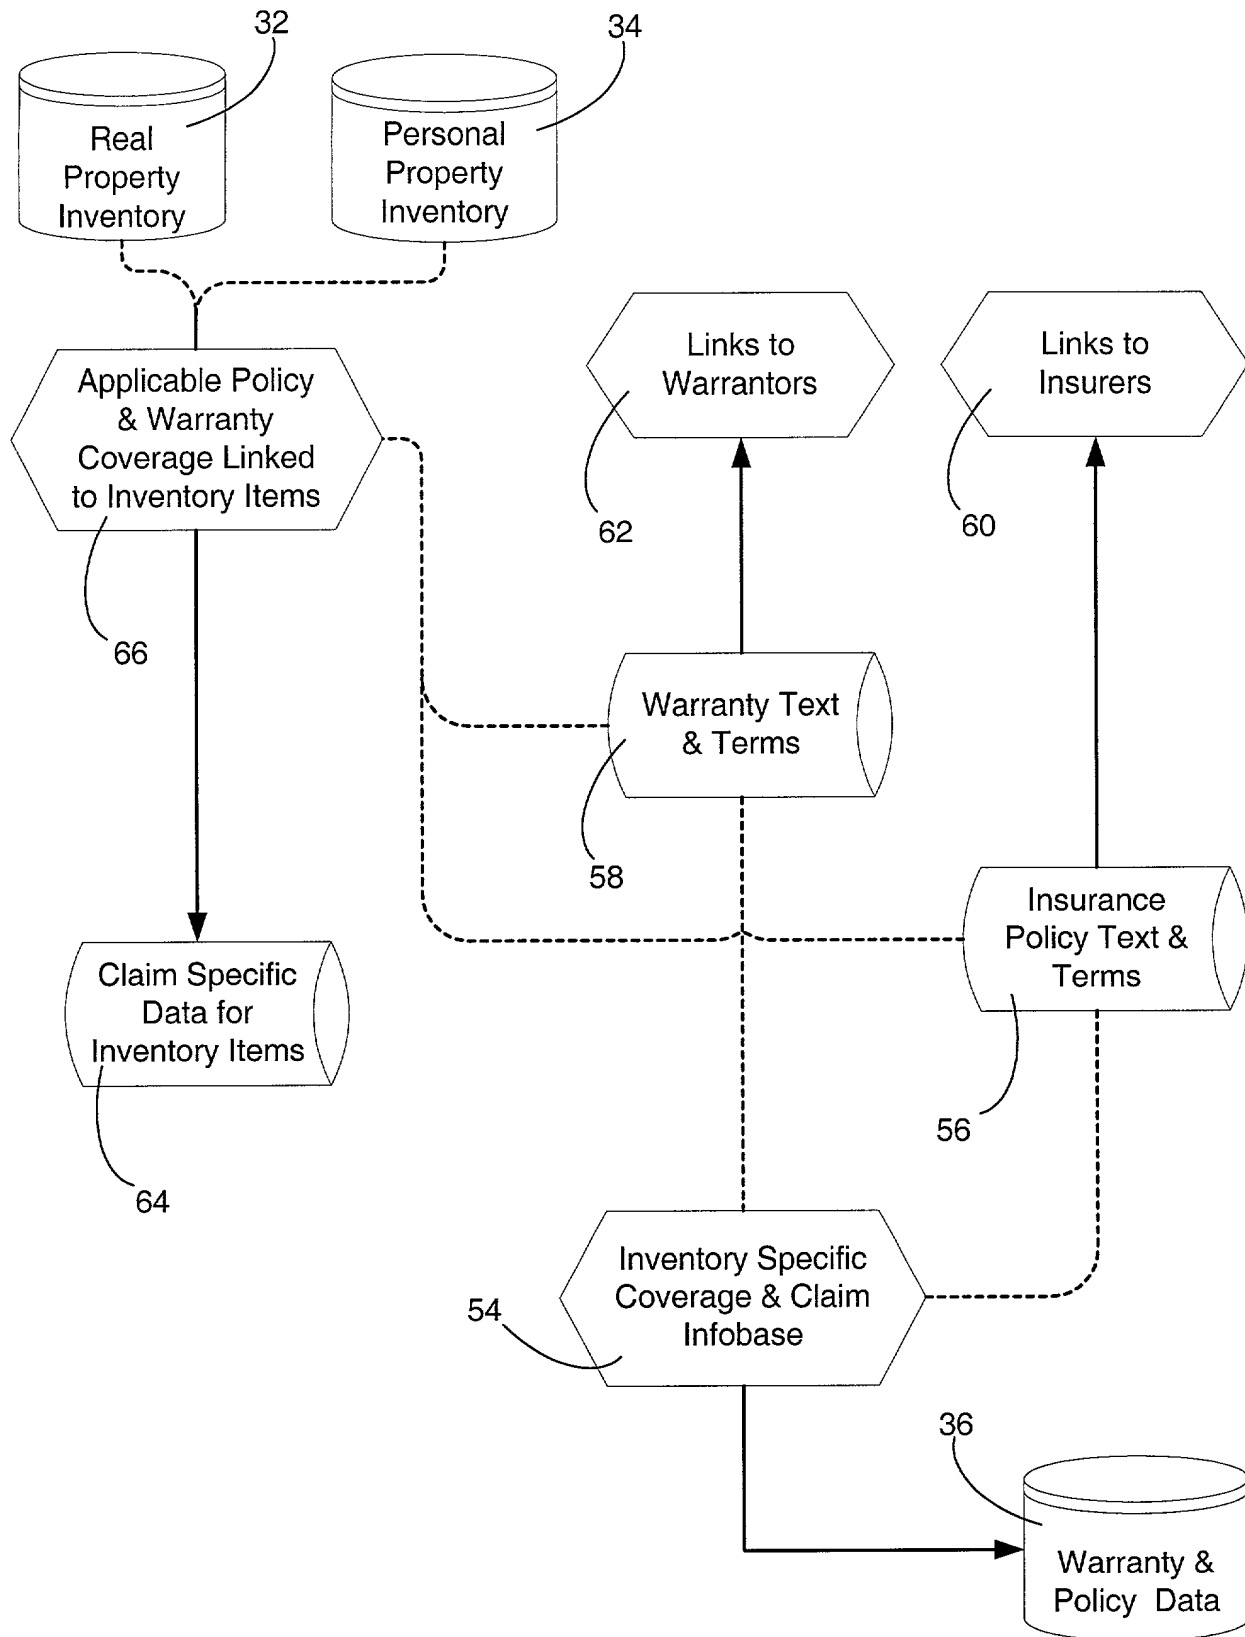 32
34
Real
Property
Inventory
Personal
Property
Inventory
Links to
Warrantors
Links to
Insurers
Applicable Policy
& Warranty
Coverage Linked
to Inventory Items
62
60
66
Warranty Text
& Terms
58
Insurance
Policy Text &
Terms
Claim Specific
Data for
Inventory Items
56
64
Inventory Specific
Coverage & Claim
Infobase
54
36
Warranty &
Policy Data